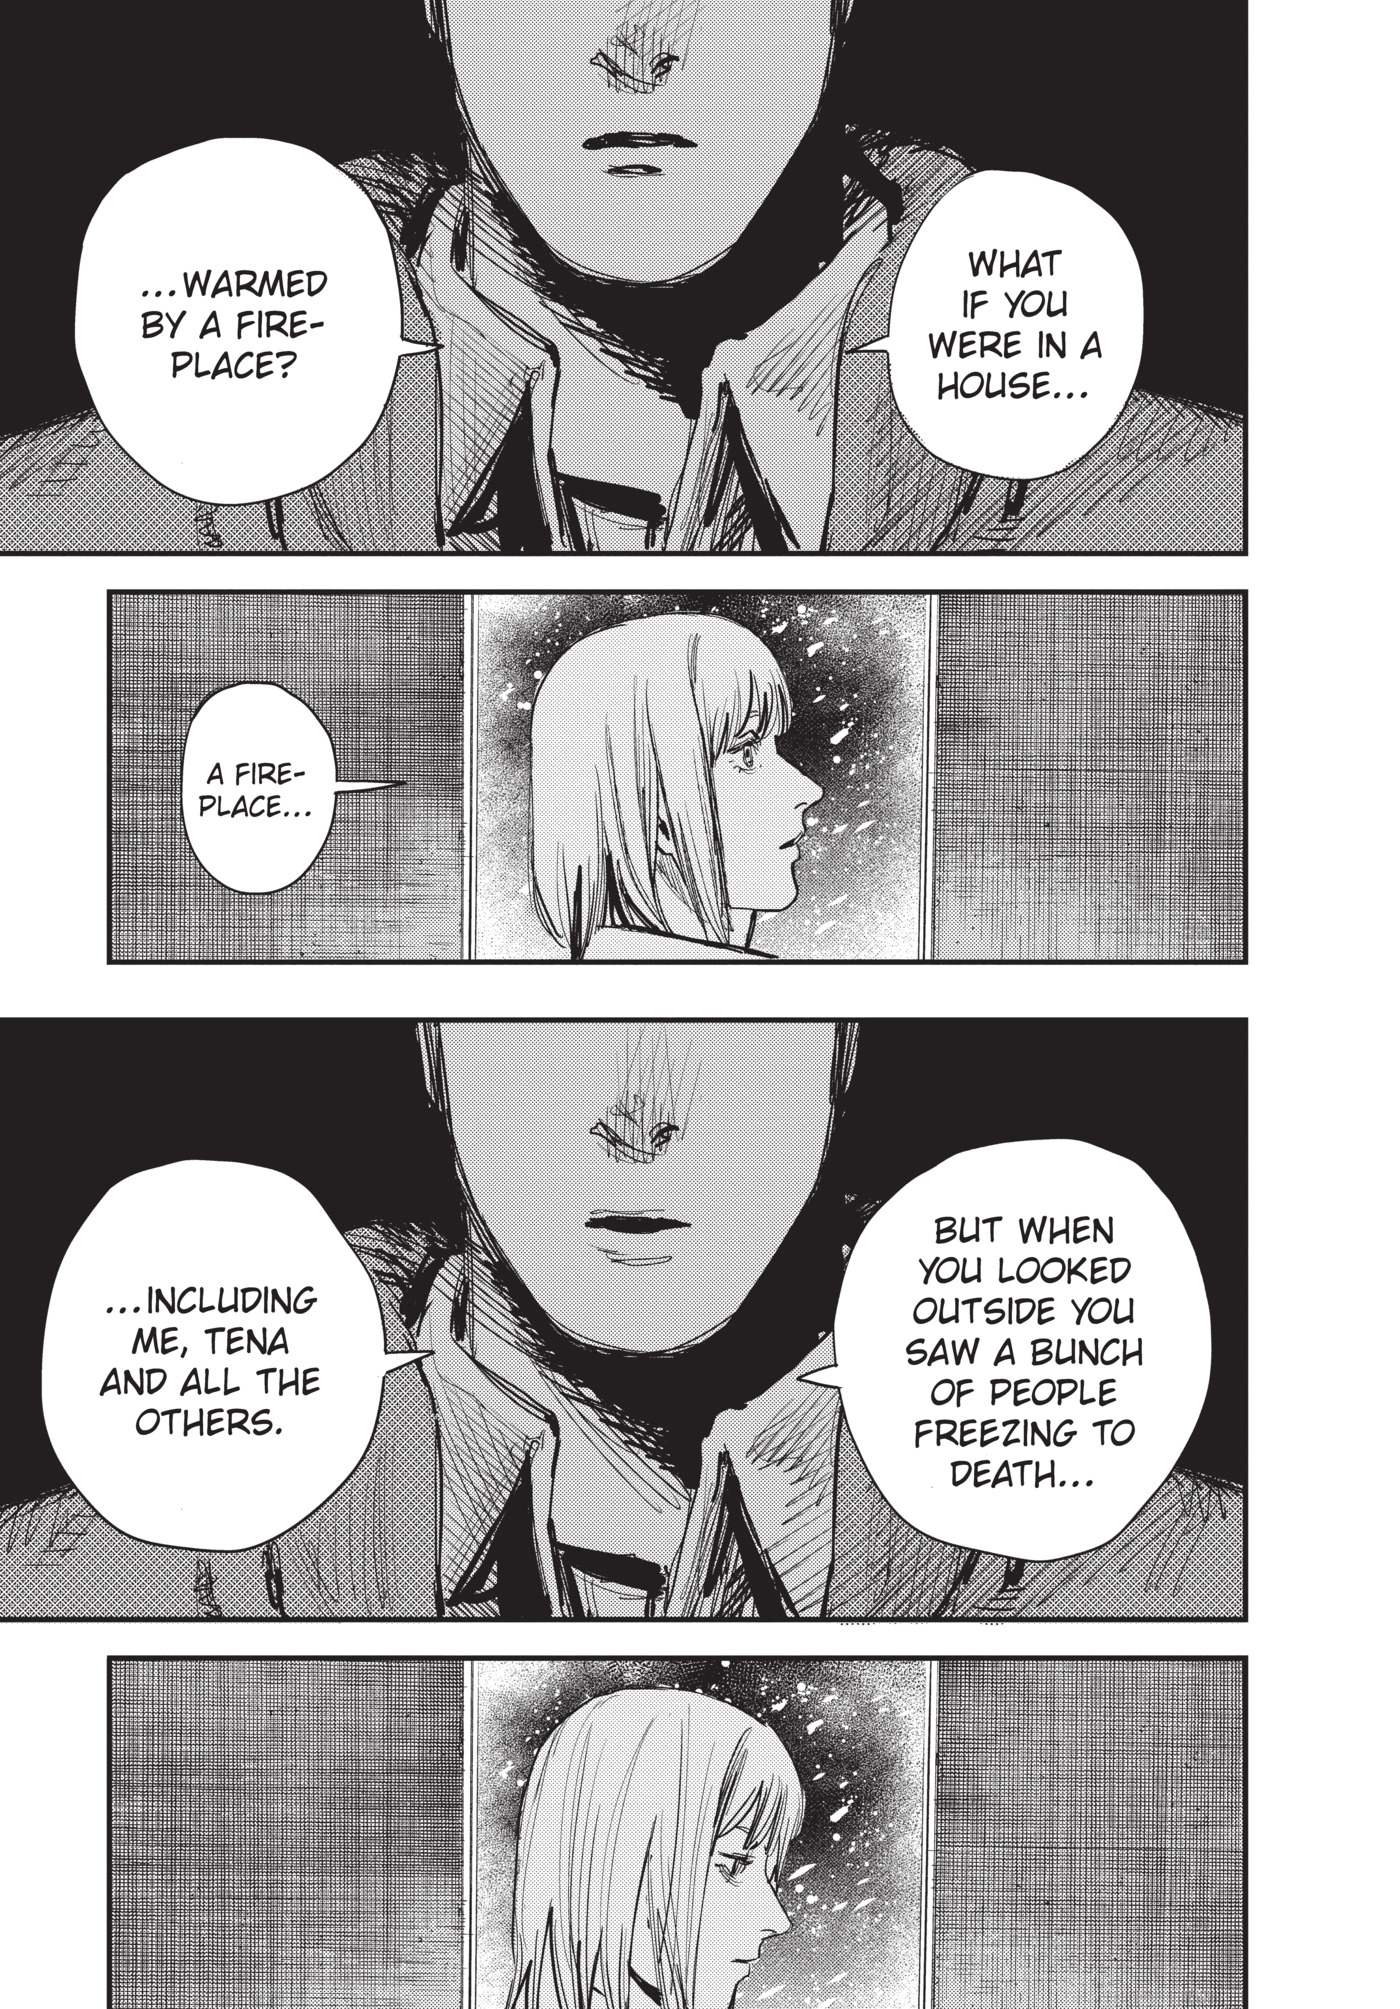 WHAT
IF YOU
WERE IN A
HOUSE...
...WARMED
BY A FIRE-
PLACE?
A FIRE-
PLACE...
BUT WHEN
YOU LOOKED
OUTSIDE YOU
SAW A BUNCH
OF PEOPLE
FREEZING TO
DEATH...
...INCLUDING
ME, TENA
AND ALL THE
OTHERS.